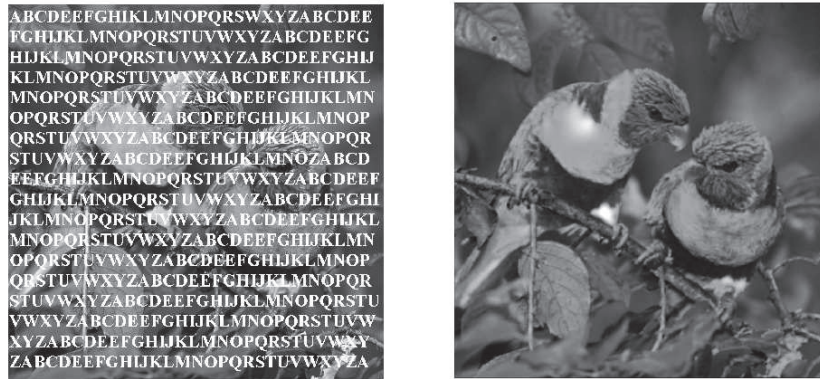 ABCDEEFGHIKLMNOPQRSWXYZABCDEE
FGHIJKLMNOPQRSTUVWXYZABCDEEFG
HIJKLMNOPQRSTUVWXYZABCDEEFGHIJ
KLMNOPQRSTUVWXYZABCDEEFGHIJKL
MNOPQRSTUVWXYZABCDEEFGHIJKLMN
OPQRSTUVWXYZABCDEEFGHIJKLMNOP
QRSTUVWXYZABCDEEFGHIJKLMNOPQR
STUVWXYZABCDEEFGHIJKLMNOZABCD
EEFGHIJKLMNOPQRSTUVWXYZABCDEEF
GHIJKLMNOPQRSTUVWXYZABCDEEFGHI
JKLMNOPQRSTUVWXYZABCDEEFGHIJKL
MNOPQRSTUVWXYZABCDEEFGHIJKLMN
OPQRSTUVWXYZABCDEEFGHIJKLMNOP
QRSTUVWXYZABCDEEFGHIJKLMNOPQR
STUVWXYZABCDEEFGHIJKLMNOPQRSTU
VWXYZABCDEEFGHIJKLMNOPQRSTUVW
XYZABCDEEFGHIJKLMNOPQRSTUVWXY
ZABCDEEFGHIJKLMNOPQRSTUVWXYZA